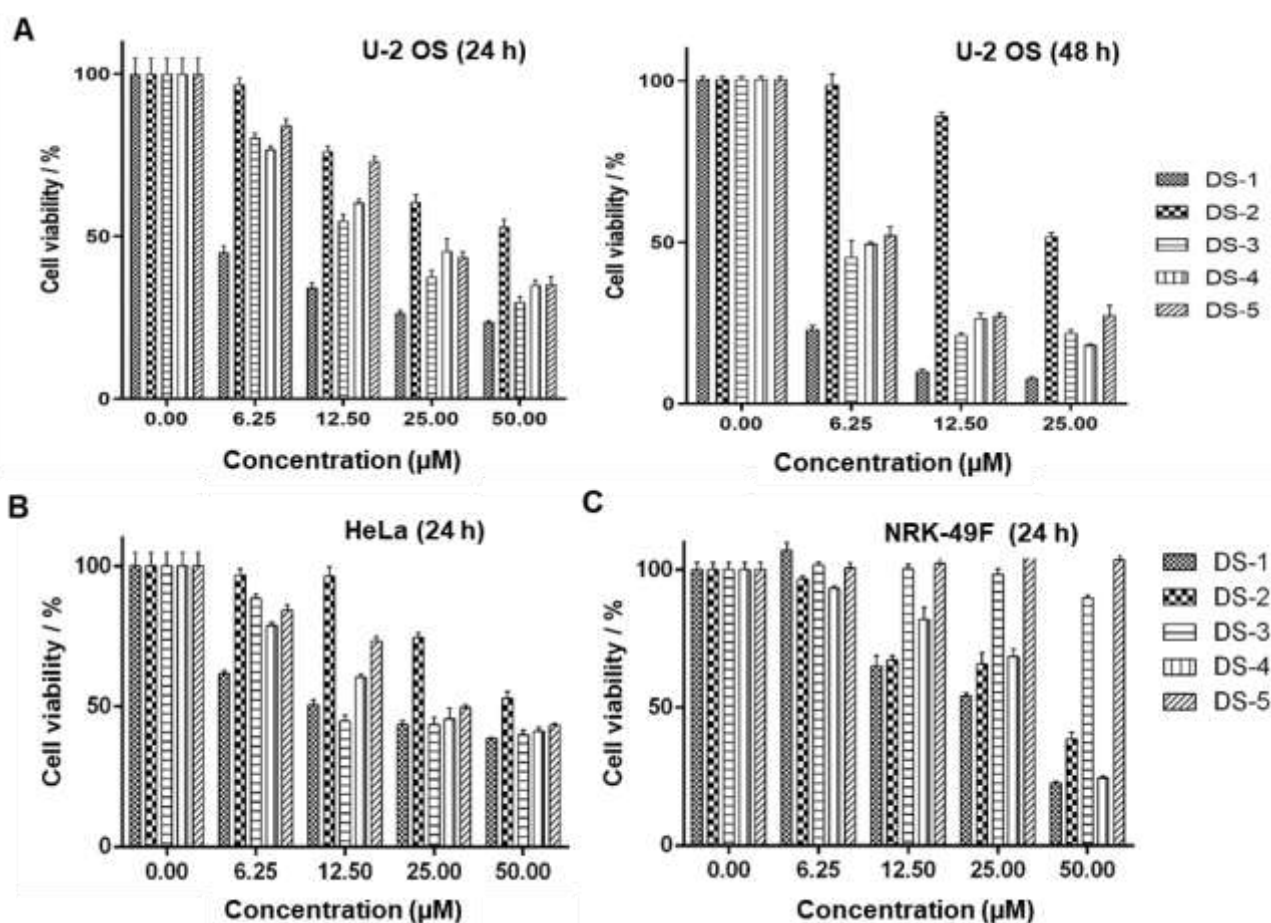 A
U-2 OS (24 h)
Cell viability / %
100
50
0
0.00 6.25 12.50 25.00 50.00
Concentration (µM)
U-2 OS (48 h)
Cell viability / %
100
50
0
0.00 6.25 12.50 25.00
Concentration (µM)
DS-1
DS-2
DS-3
DS-4
DS-5
B
HeLa (24 h)
Cell viability / %
100
50
0
0.00 6.25 12.50 25.00 50.00
Concentration (µM)
C
NRK-49F (24 h)
Cell viability / %
100
50
0
0.00 6.25 12.50 25.00 50.00
Concentration (µM)
DS-1
DS-2
DS-3
DS-4
DS-5